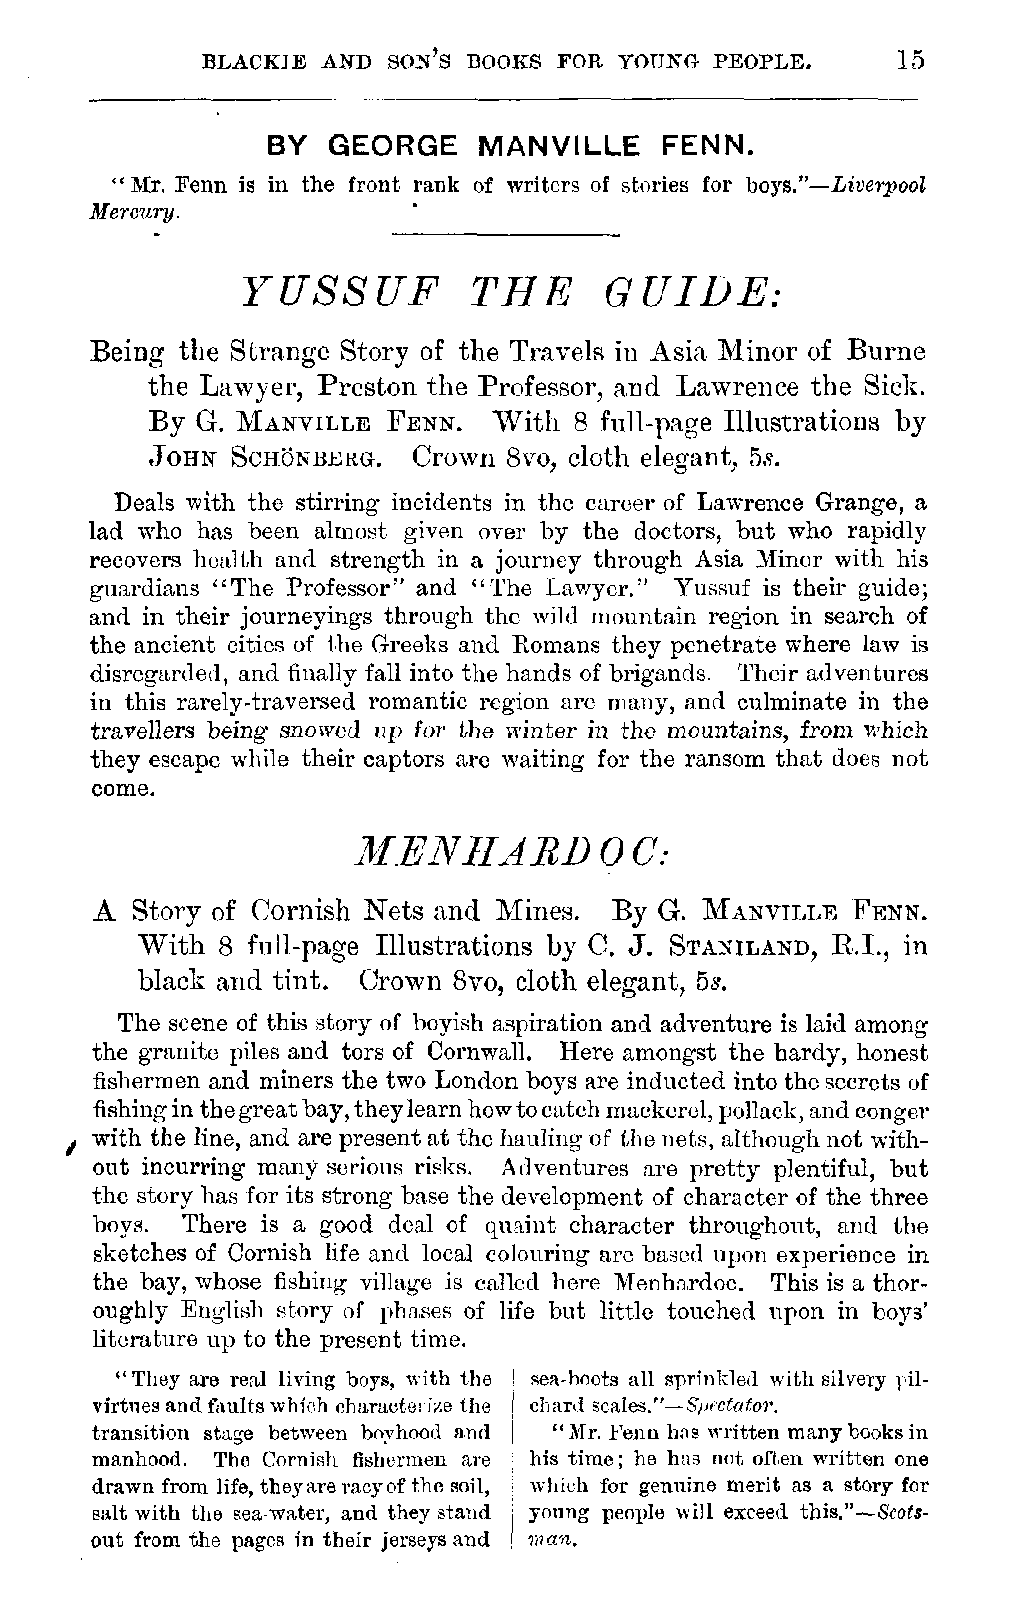 BLACKIE AND SON'S BOOKS FOR YOUNG PEOPLE. 15
BY GEORGE MANVILLE FENN.
"Mr. Fenn is in the front rank of writers of stories for boys."—Liverpool
Mercury.
YUSSUF THE GUIDE:
Being the Strange Story of the Travels in Asia Minor of Burne
the Lawyer, Preston the Professor, and Lawrence the Sick.
By G. MANVILLE FENN. With 8 full-page Illustrations by
JOHN SCHÖNBERG. Crown 8vo, cloth elegant, 5s.
Deals with the stirring incidents in the career of Lawrence Grange, a
lad who has been almost given over by the doctors, but who rapidly
recovers health and strength in a journey through Asia Minor with his
guardians "The Professor" and "The Lawyer." Yussuf is their guide;
and in their journeyings through the wild mountain region in search of
the ancient cities of the Greeks and Romans they penetrate where law is
disregarded, and finally fall into the hands of brigands. Their adventures
in this rarely-traversed romantic region are many, and culminate in the
travellers being snowed up for the winter in the mountains, from which
they escape while their captors are waiting for the ransom that does not
come.
MENHARDOC:
A Story of Cornish Nets and Mines. By G. MANVILLE FENN.
With 8 full-page Illustrations by C. J. STANILAND, R.I., in
black and tint. Crown 8vo, cloth elegant, 5s.
The scene of this story of boyish aspiration and adventure is laid among
the granite piles and tors of Cornwall. Here amongst the hardy, honest
fishermen and miners the two London boys are inducted into the secrets of
fishing in the great bay, they learn how to catch mackerel, pollack, and conger
with the line, and are present at the hauling of the nets, although not with-
out incurring many serious risks. Adventures are pretty plentiful, but
the story has for its strong base the development of character of the three
boys. There is a good deal of quaint character throughout, and the
sketches of Cornish life and local colouring are based upon experience in
the bay, whose fishing village is called here Menhardoc. This is a thor-
oughly English story of phases of life but little touched upon in boys'
literature up to the present time.
"They are real living boys, with the
virtues and faults which characterize the
transition stage between boyhood and
manhood. The Cornish fishermen are
drawn from life, they are racy of the soil,
salt with the sea-water, and they stand
out from the pages in their jerseys and
sea-boots all sprinkled with silvery pil-
chard scales."—Spectator.
"Mr. Fenn has written many books in
his time; he has not often written one
which for genuine merit as a story for
young people will exceed this."—Scots-
man.